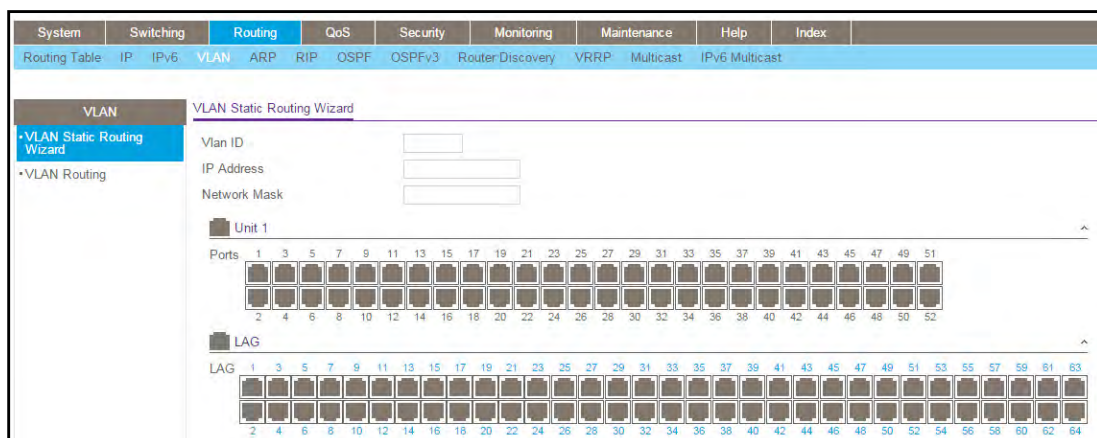 System Switching Routing QoS Security Monitoring Maintenance Help Index
Routing Table IP IPv6 VLAN ARP RIP OSPF OSPFv3 Router Discovery VRRP Multicast IPv6 Multicast
VLAN
•VLAN Static Routing
Wizard
•VLAN Routing
VLAN Static Routing Wizard
Vlan ID
IP Address
Network Mask
Unit 1
Ports 1 3 5 7 9 11 13 15 17 19 21 23 25 27 29 31 33 35 37 39 41 43 45 47 49 51
2 4 6 8 10 12 14 16 18 20 22 24 26 28 30 32 34 36 38 40 42 44 46 48 50 52
LAG
LAG 1 3 5 7 9 11 13 15 17 19 21 23 25 27 29 31 33 35 37 39 41 43 45 47 49 51 53 55 57 59 61 63
2 4 6 8 10 12 14 16 18 20 22 24 26 28 30 32 34 36 38 40 42 44 46 48 50 52 54 56 58 60 62 64